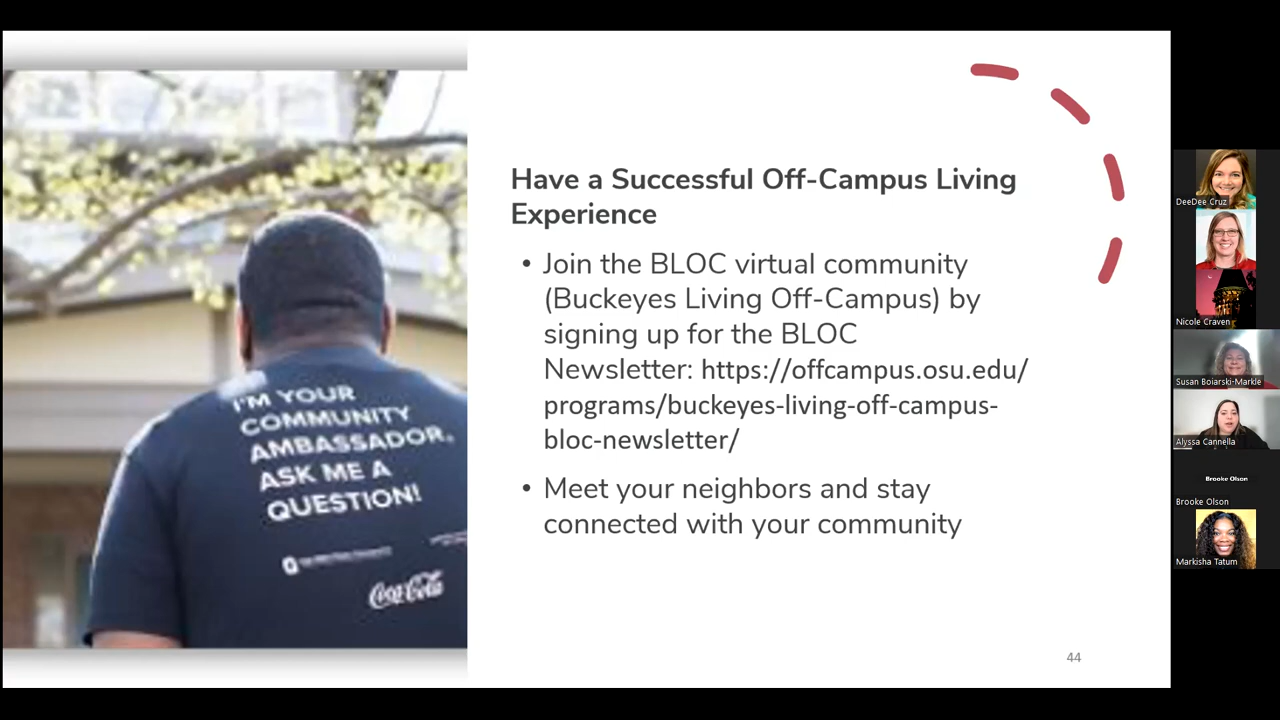 Have a Successful Off-Campus Living
Experience
• Join the BLOC virtual community
(Buckeyes Living Off-Campus) by
signing up for the BLOC
Newsletter: https://offcampus.osu.edu/
programs/buckeyes-living-off-campus-
bloc-newsletter/
• Meet your neighbors and stay
connected with your community
44
I'M YOUR
COMMUNITY
AMBASSADOR.
ASK ME A
QUESTION!
Coca-Cola
DeeDee Cruz
Nicole Craven
Susan Boiarski-Markle
Alyssa Cannella
Brooke Olson
Brooke Olson
Markisha Tatum